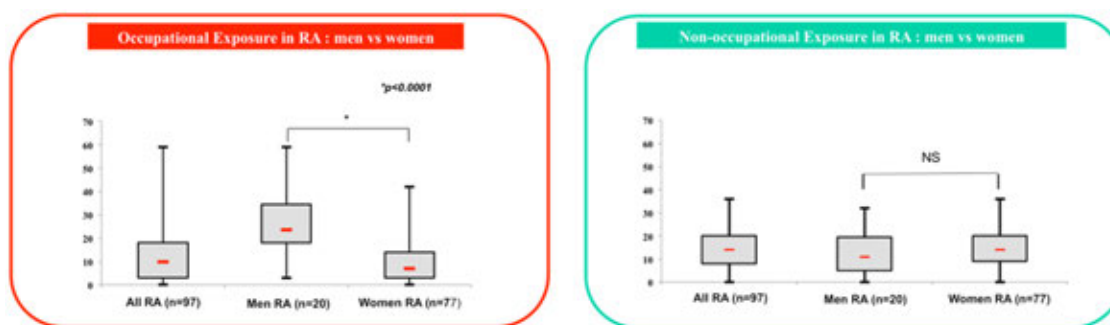 Occupational Exposure in RA : men vs women
*p<0.0001
*
70
60
50
40
30
20
10
0
All RA (n=97) Men RA (n=20) Women RA (n=77)
Non-occupational Exposure in RA : men vs women
NS
70
60
50
40
30
20
10
0
All RA (n=97) Men RA (n=20) Women RA (n=77)